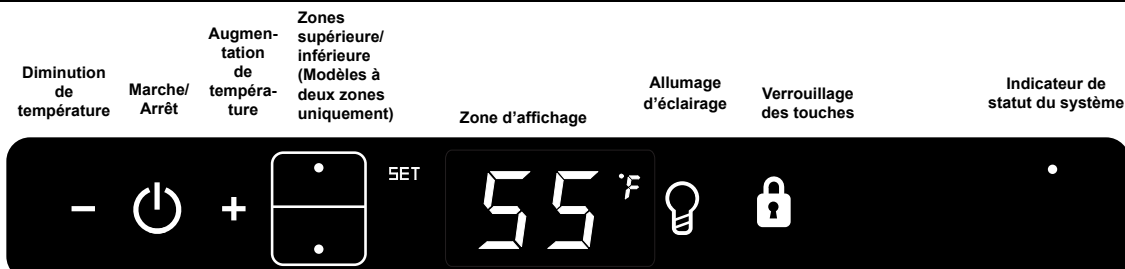 Diminution
de
température
Marche/
Arrêt
Augmen-
tation
de
tempéra-
ture
Zones
supérieure/
inférieure
(Modèles à
deux zones
uniquement)
Zone d'affichage
Allumage
d'éclairage
Verrouillage
des touches
Indicateur de
statut du système
SET
55 °F